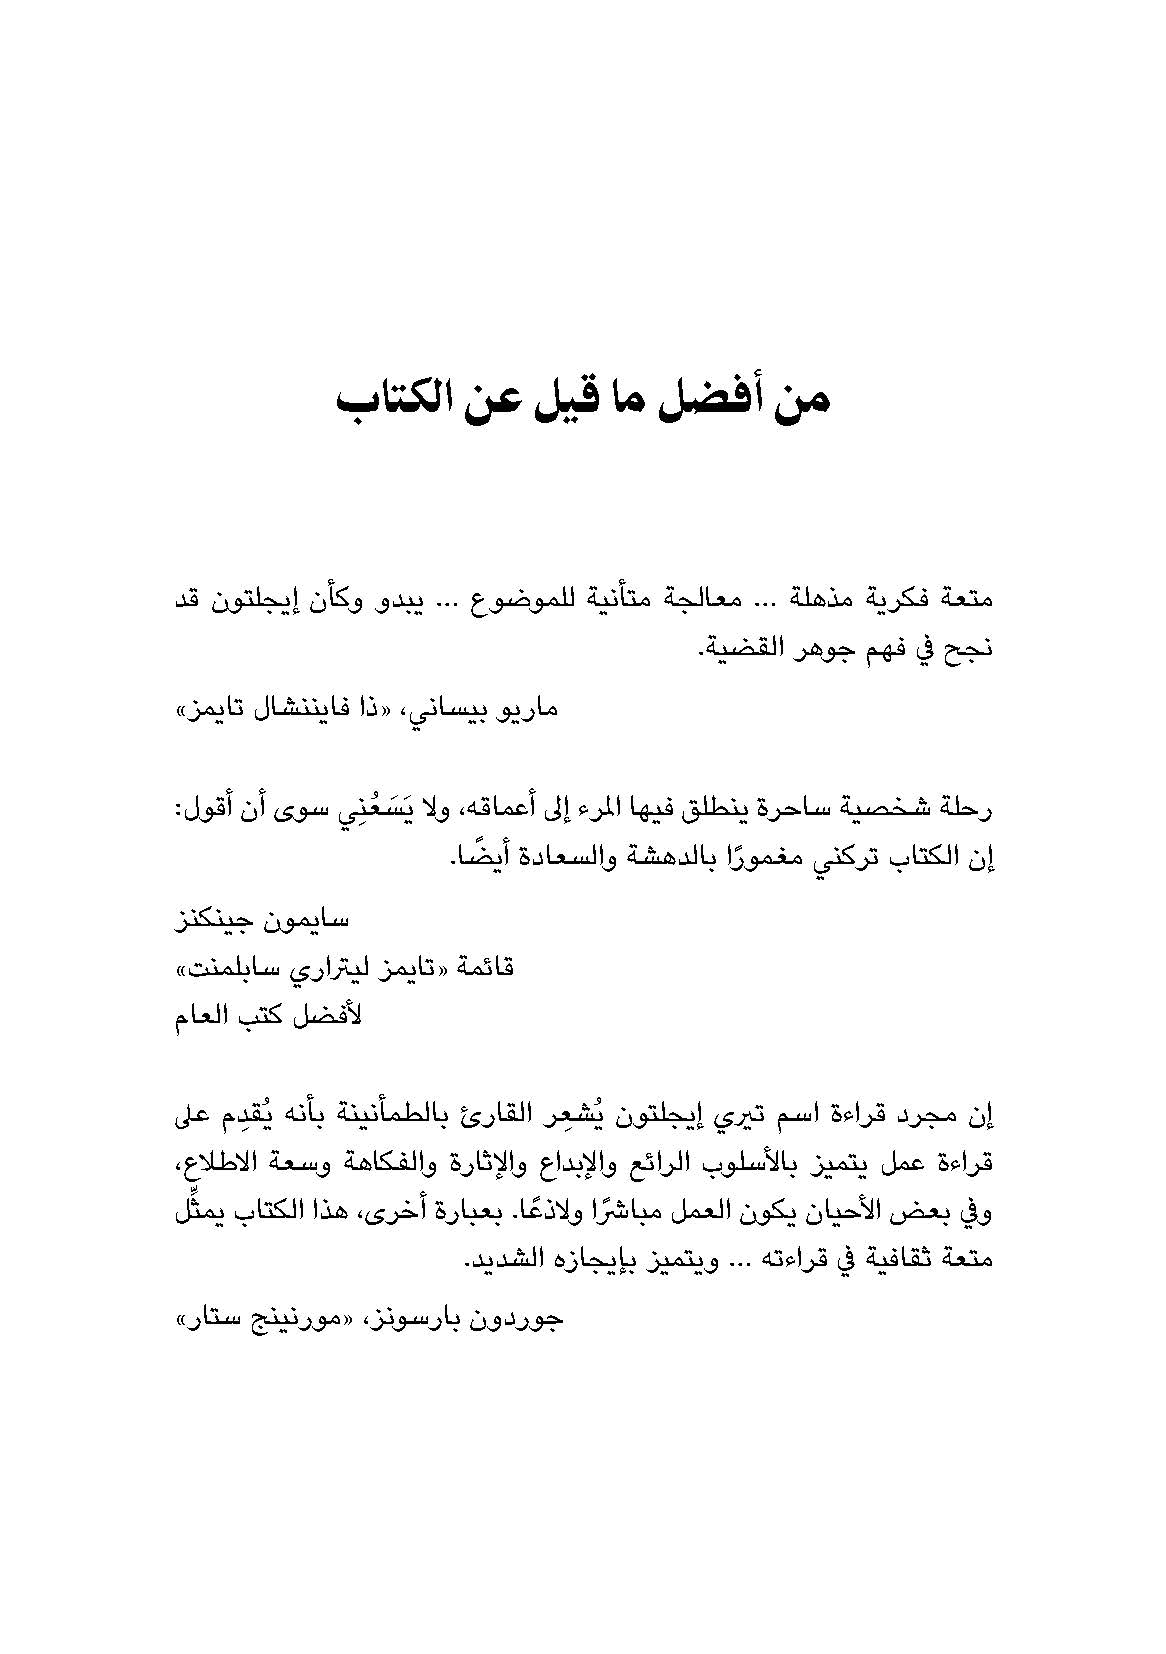 من أفضل ما قيل عن الكتاب
متعة فكرية مذهلة ... معالجة متأنية للموضوع ... يبدو وكأن إيجلتون قد
نجح في فهم جوهر القضية.
ماريو بيساني، «ذا فايننشال تايمز»
رحلة شخصية ساحرة ينطلق فيها المرء إلى أعماقه، ولا يَسَعُنِي سوى أن أقول:
إن الكتاب تركني مغمورًا بالدهشة والسعادة أيضًا.
سايمون جينكنز
قائمة «تايمز ليتراري سابلمنت»
لأفضل كتب العام
إن مجرد قراءة اسم تيري إيجلتون يُشعِر القارئ بالطمأنينة بأنه يُقدِم على
قراءة عمل يتميز بالأسلوب الرائع والإبداع والإثارة والفكاهة وسعة الاطلاع،
وفي بعض الأحيان يكون العمل مباشرًا ولاذعًا. بعبارة أخرى، هذا الكتاب يمثِّل
متعة ثقافية في قراءته ... ويتميز بإيجازه الشديد.
جوردون بارسونز، «مورنينج ستار»